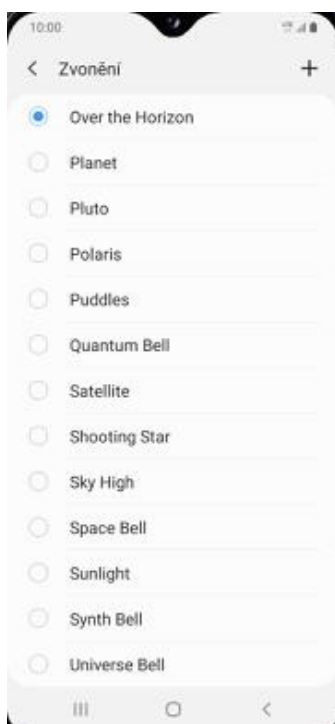 10:00
Zvonění
Over the Horizon
Planet
Pluto
Polaris
Puddles
Quantum Bell
Satellite
Shooting Star
Sky High
Space Bell
Sunlight
Synth Bell
Universe Bell